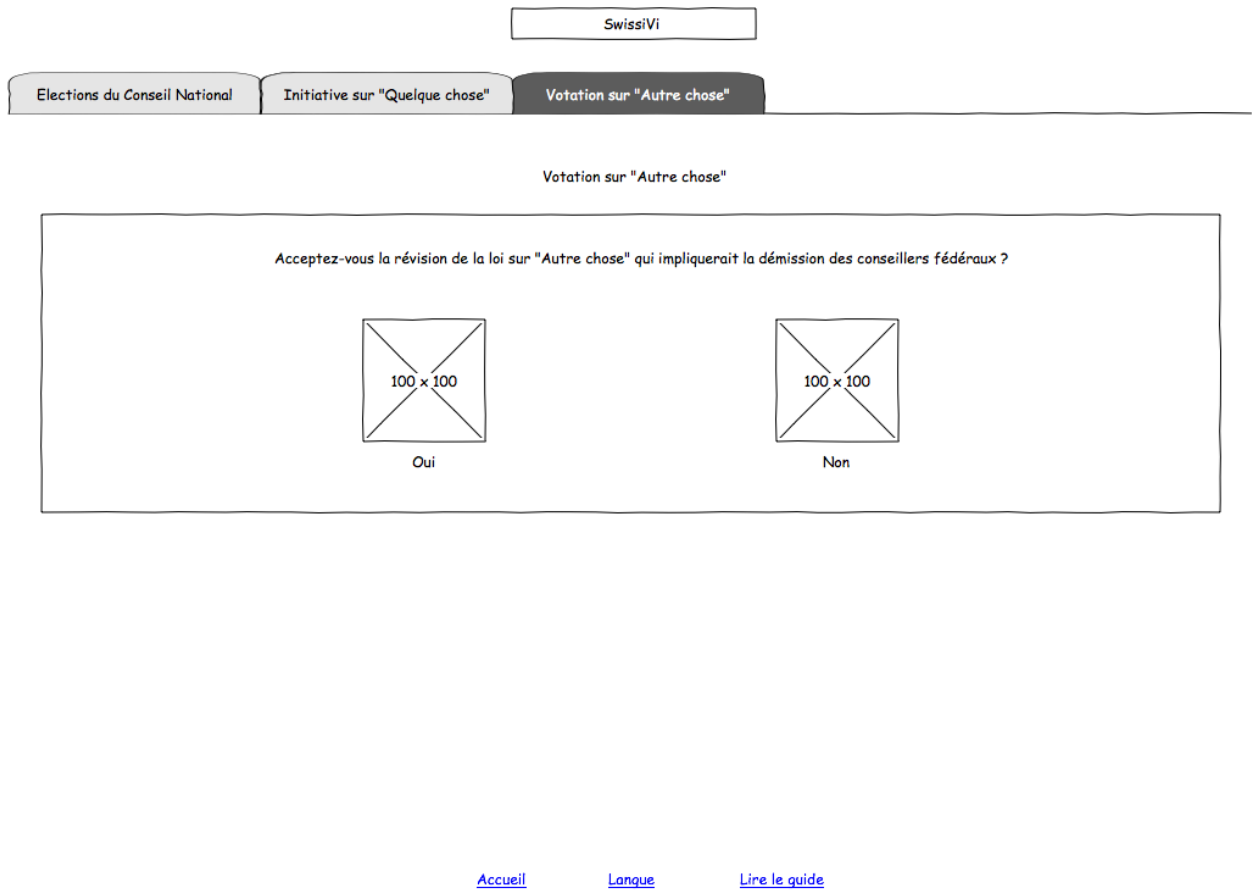 SwissiVi
Elections du Conseil National
Initiative sur "Quelque chose"
Votation sur "Autre chose"
Votation sur "Autre chose"
Acceptez-vous la révision de la loi sur "Autre chose" qui impliquerait la démission des conseillers fédéraux ?
100 x 100
100 x 100
Oui
Non
Accueil
Langue
Lire le guide